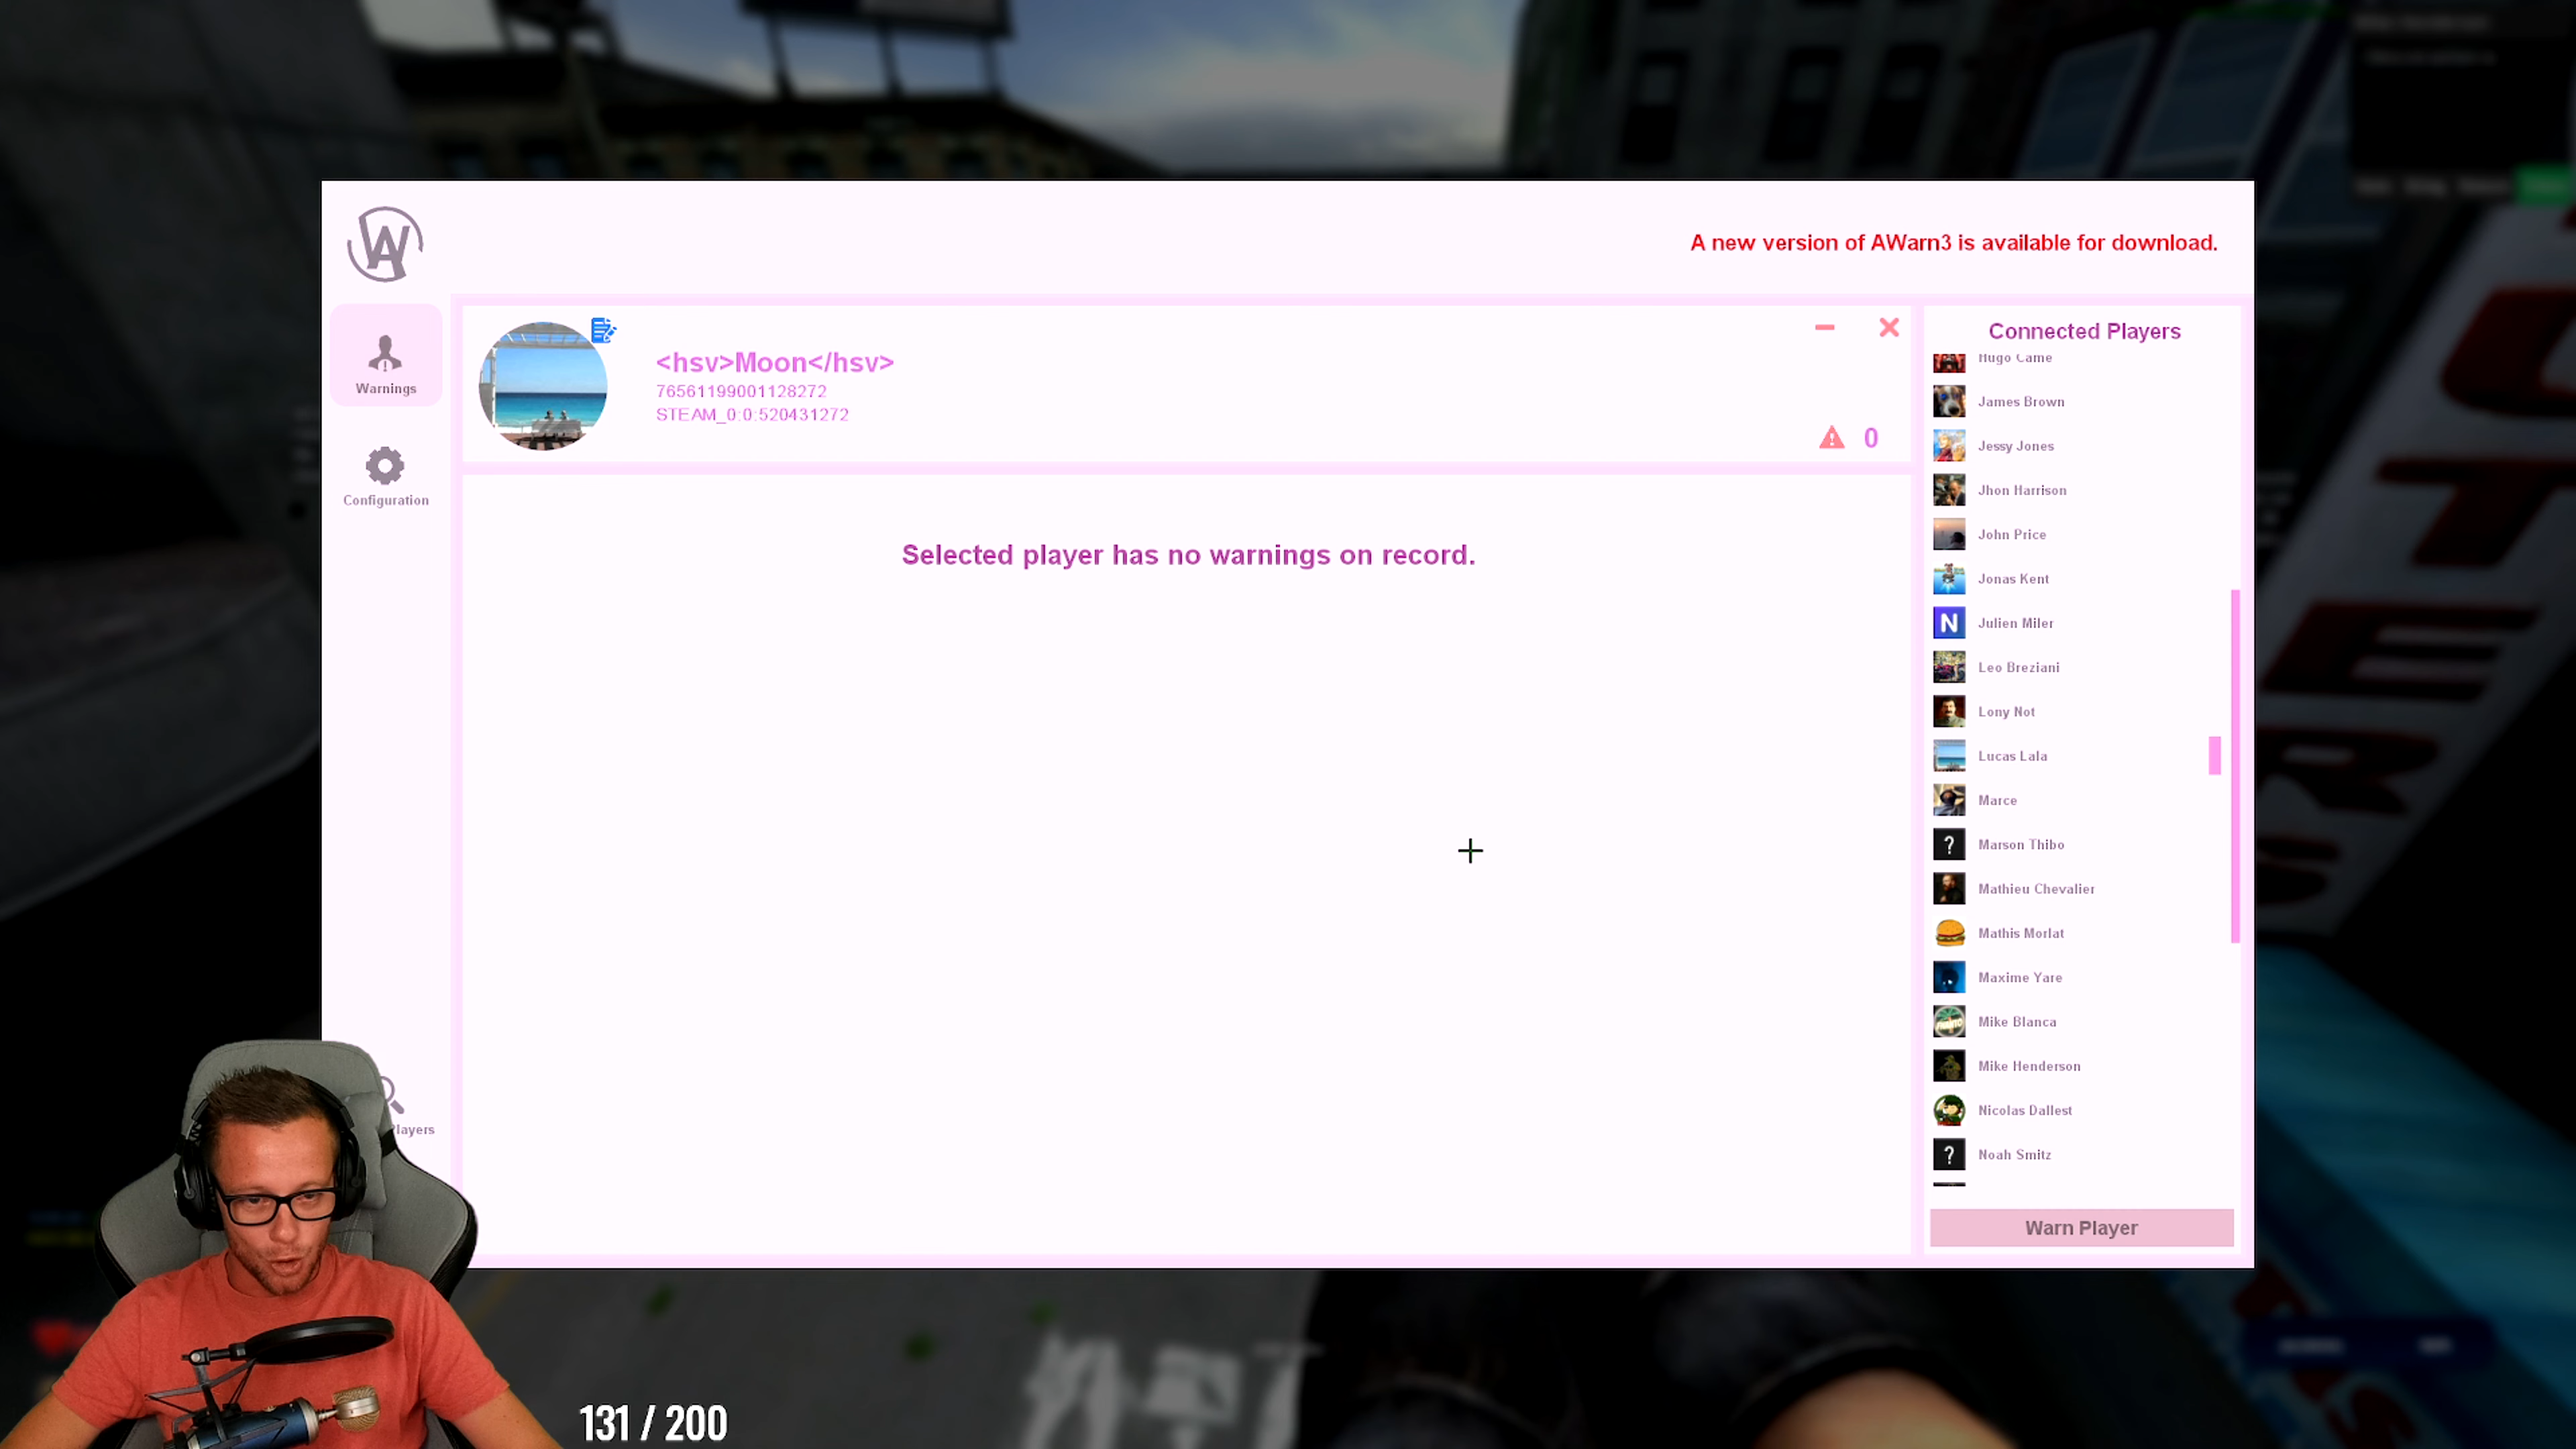 A new version of AWarn3 is available for download.
Warnings
Configuration
layers
<hsv>Moon</hsv>
76561199001128272
STEAM_0:0:520431272
0
Selected player has no warnings on record.
Connected Players
Hugo Came
James Brown
Jessy Jones
Jhon Harrison
John Price
Jonas Kent
N
Julien Miler
Leo Breziani
Lony Not
Lucas Lala
Marce
?
Marson Thibo
Mathieu Chevalier
Mathis Morlat
Maxime Yare
Mike Blanca
Mike Henderson
Nicolas Dallest
?
Noah Smitz
Warn Player
131 / 200